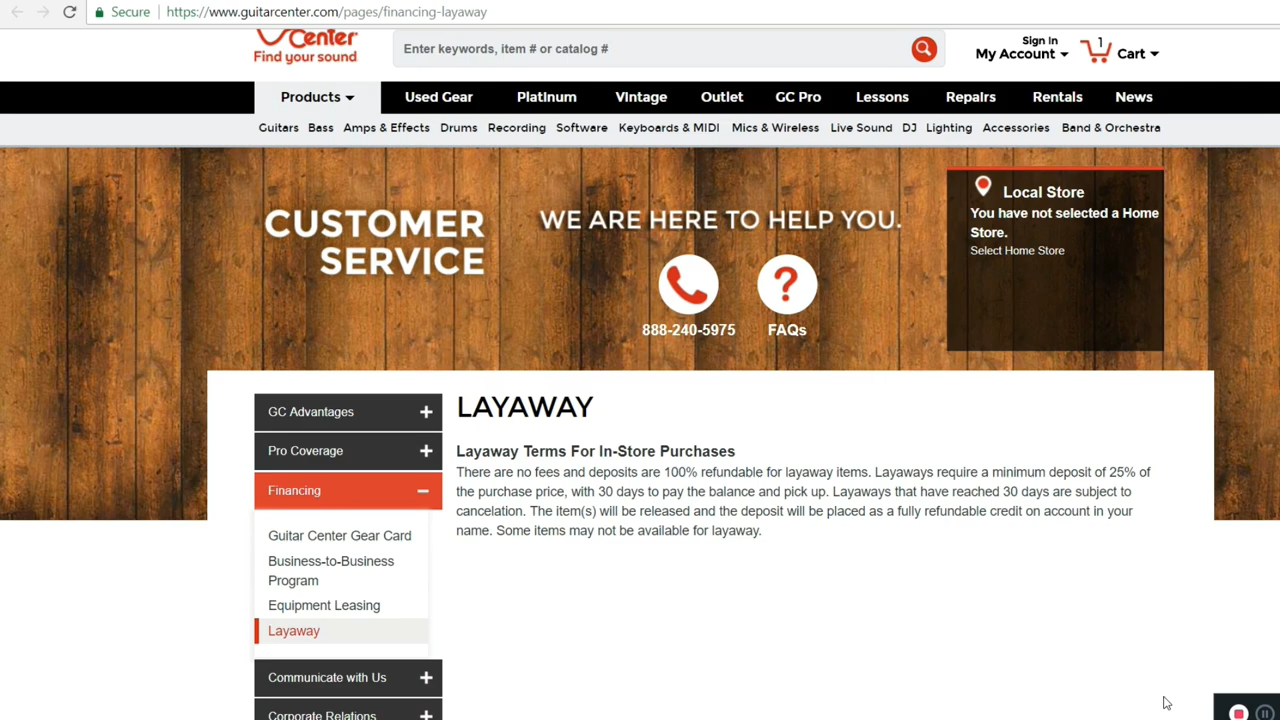 Secure https://www.guitarcenter.com/pages/financing-layaway
Center
Find your sound
Enter keywords, item # or catalog #
Sign In
My Account
1
Cart
Products
Used Gear
Platinum
Vintage
Outlet
GC Pro
Lessons
Repairs
Rentals
News
Guitars
Bass
Amps & Effects
Drums
Recording
Software
Keyboards & MIDI
Mics & Wireless
Live Sound
DJ
Lighting
Accessories
Band & Orchestra
CUSTOMER
SERVICE
WE ARE HERE TO HELP YOU.
?
888-240-5975
FAQs
Local Store
You have not selected a Home
Store.
Select Home Store
GC Advantages +
Pro Coverage +
Financing −
Guitar Center Gear Card
Business-to-Business
Program
Equipment Leasing
Layaway
Communicate with Us +
Corporate Relations +
LAYAWAY
Layaway Terms For In-Store Purchases
There are no fees and deposits are 100% refundable for layaway items. Layaways require a minimum deposit of 25% of
the purchase price, with 30 days to pay the balance and pick up. Layaways that have reached 30 days are subject to
cancelation. The item(s) will be released and the deposit will be placed as a fully refundable credit on account in your
name. Some items may not be available for layaway.